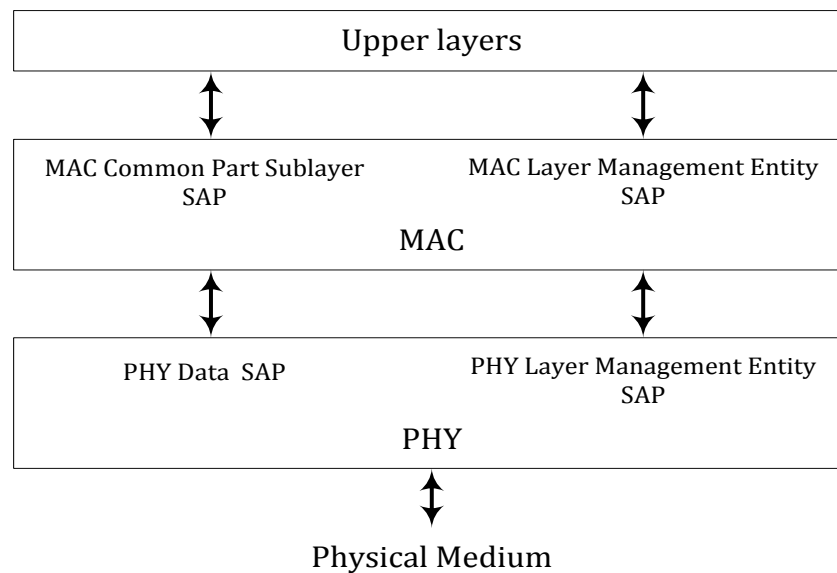 Upper layers
MAC Common Part Sublayer
SAP
MAC Layer Management Entity
SAP
MAC
PHY Data SAP
PHY Layer Management Entity
SAP
PHY
Physical Medium